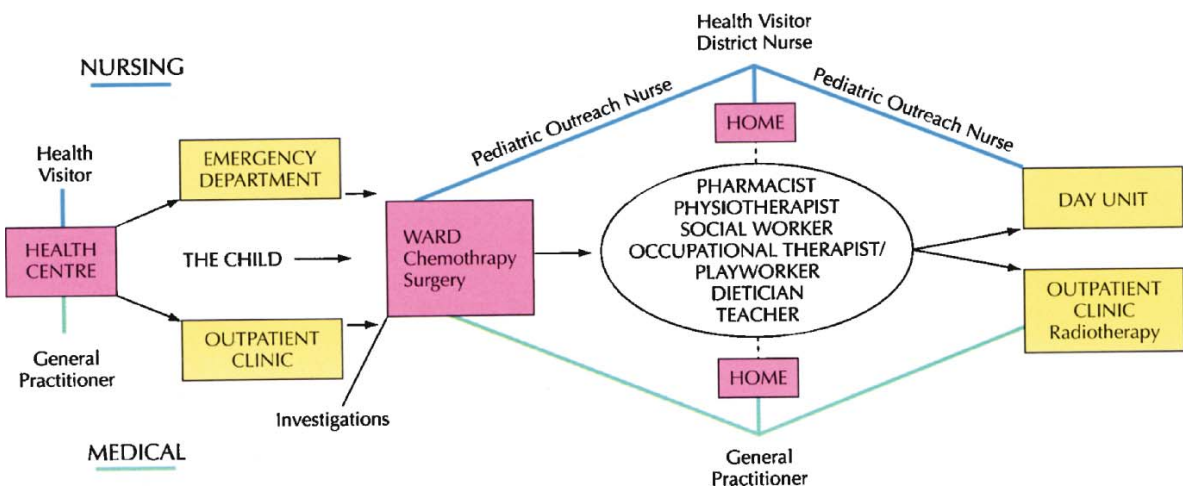 NURSING
Health
Visitor
HEALTH
CENTRE
General
Practitioner
MEDICAL
EMERGENCY
DEPARTMENT
THE CHILD
OUTPATIENT
CLINIC
Investigations
WARD
Chemothrapy
Surgery
Pediatric Outreach Nurse
Health Visitor
District Nurse
Pediatric Outreach Nurse
HOME
PHARMACIST
PHYSIOTHERAPIST
SOCIAL WORKER
OCCUPATIONAL THERAPIST/
PLAYWORKER
DIETICIAN
TEACHER
HOME
General
Practitioner
DAY UNIT
OUTPATIENT
CLINIC
Radiotherapy